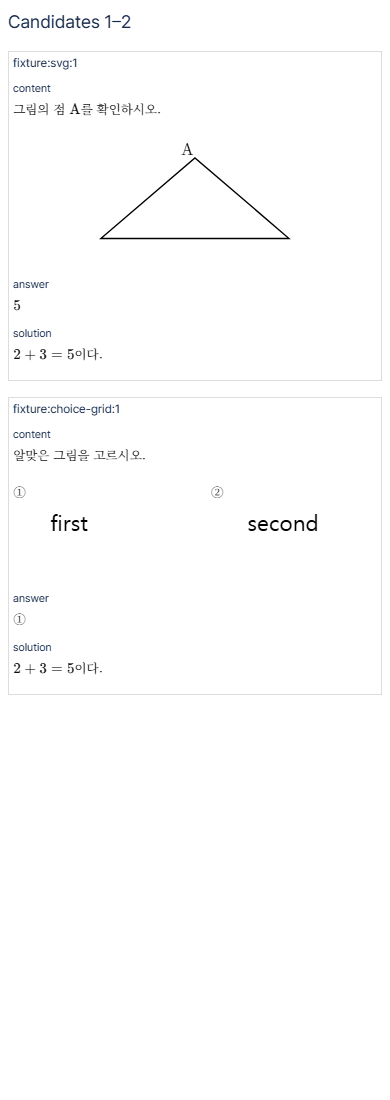 Candidates 1–2
fixture:svg:1
content
그림의 점 A를 확인하시오.
A
answer
5
solution
2 + 3 = 5이다.
fixture:choice-grid:1
content
알맞은 그림을 고르시오.
① ②
first second
answer
①
solution
2 + 3 = 5이다.